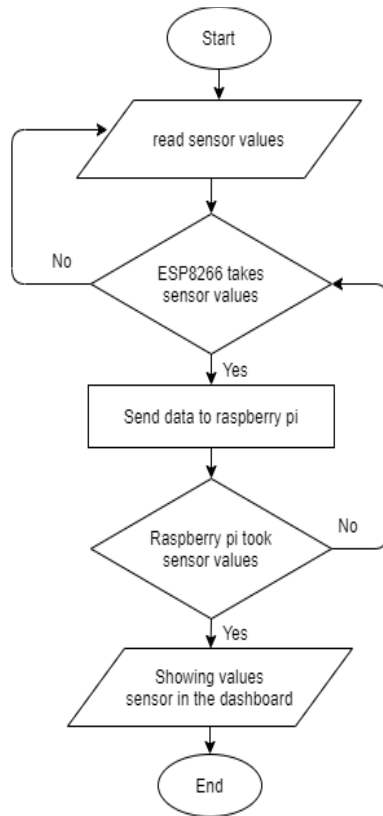 Start
read sensor values
ESP8266 takes
sensor values
No
Yes
Send data to raspberry pi
Raspberry pi took
sensor values
No
Yes
Showing values
sensor in the dashboard
End